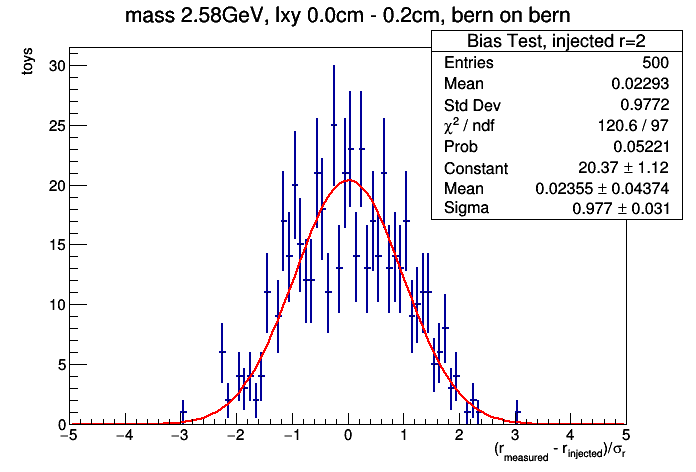 mass 2.58GeV, lxy 0.0cm - 0.2cm, bern on bern
Bias Test, injected r=2
Entries 500
Mean 0.02293
Std Dev 0.9772
χ² / ndf 120.6 / 97
Prob 0.05221
Constant 20.37 ± 1.12
Mean 0.02355 ± 0.04374
Sigma 0.977 ± 0.031
toys
30
25
20
15
10
5
0
−5 −4 −3 −2 −1 0 1 2 3 4 5
(r_measured - r_injected)/σ_r